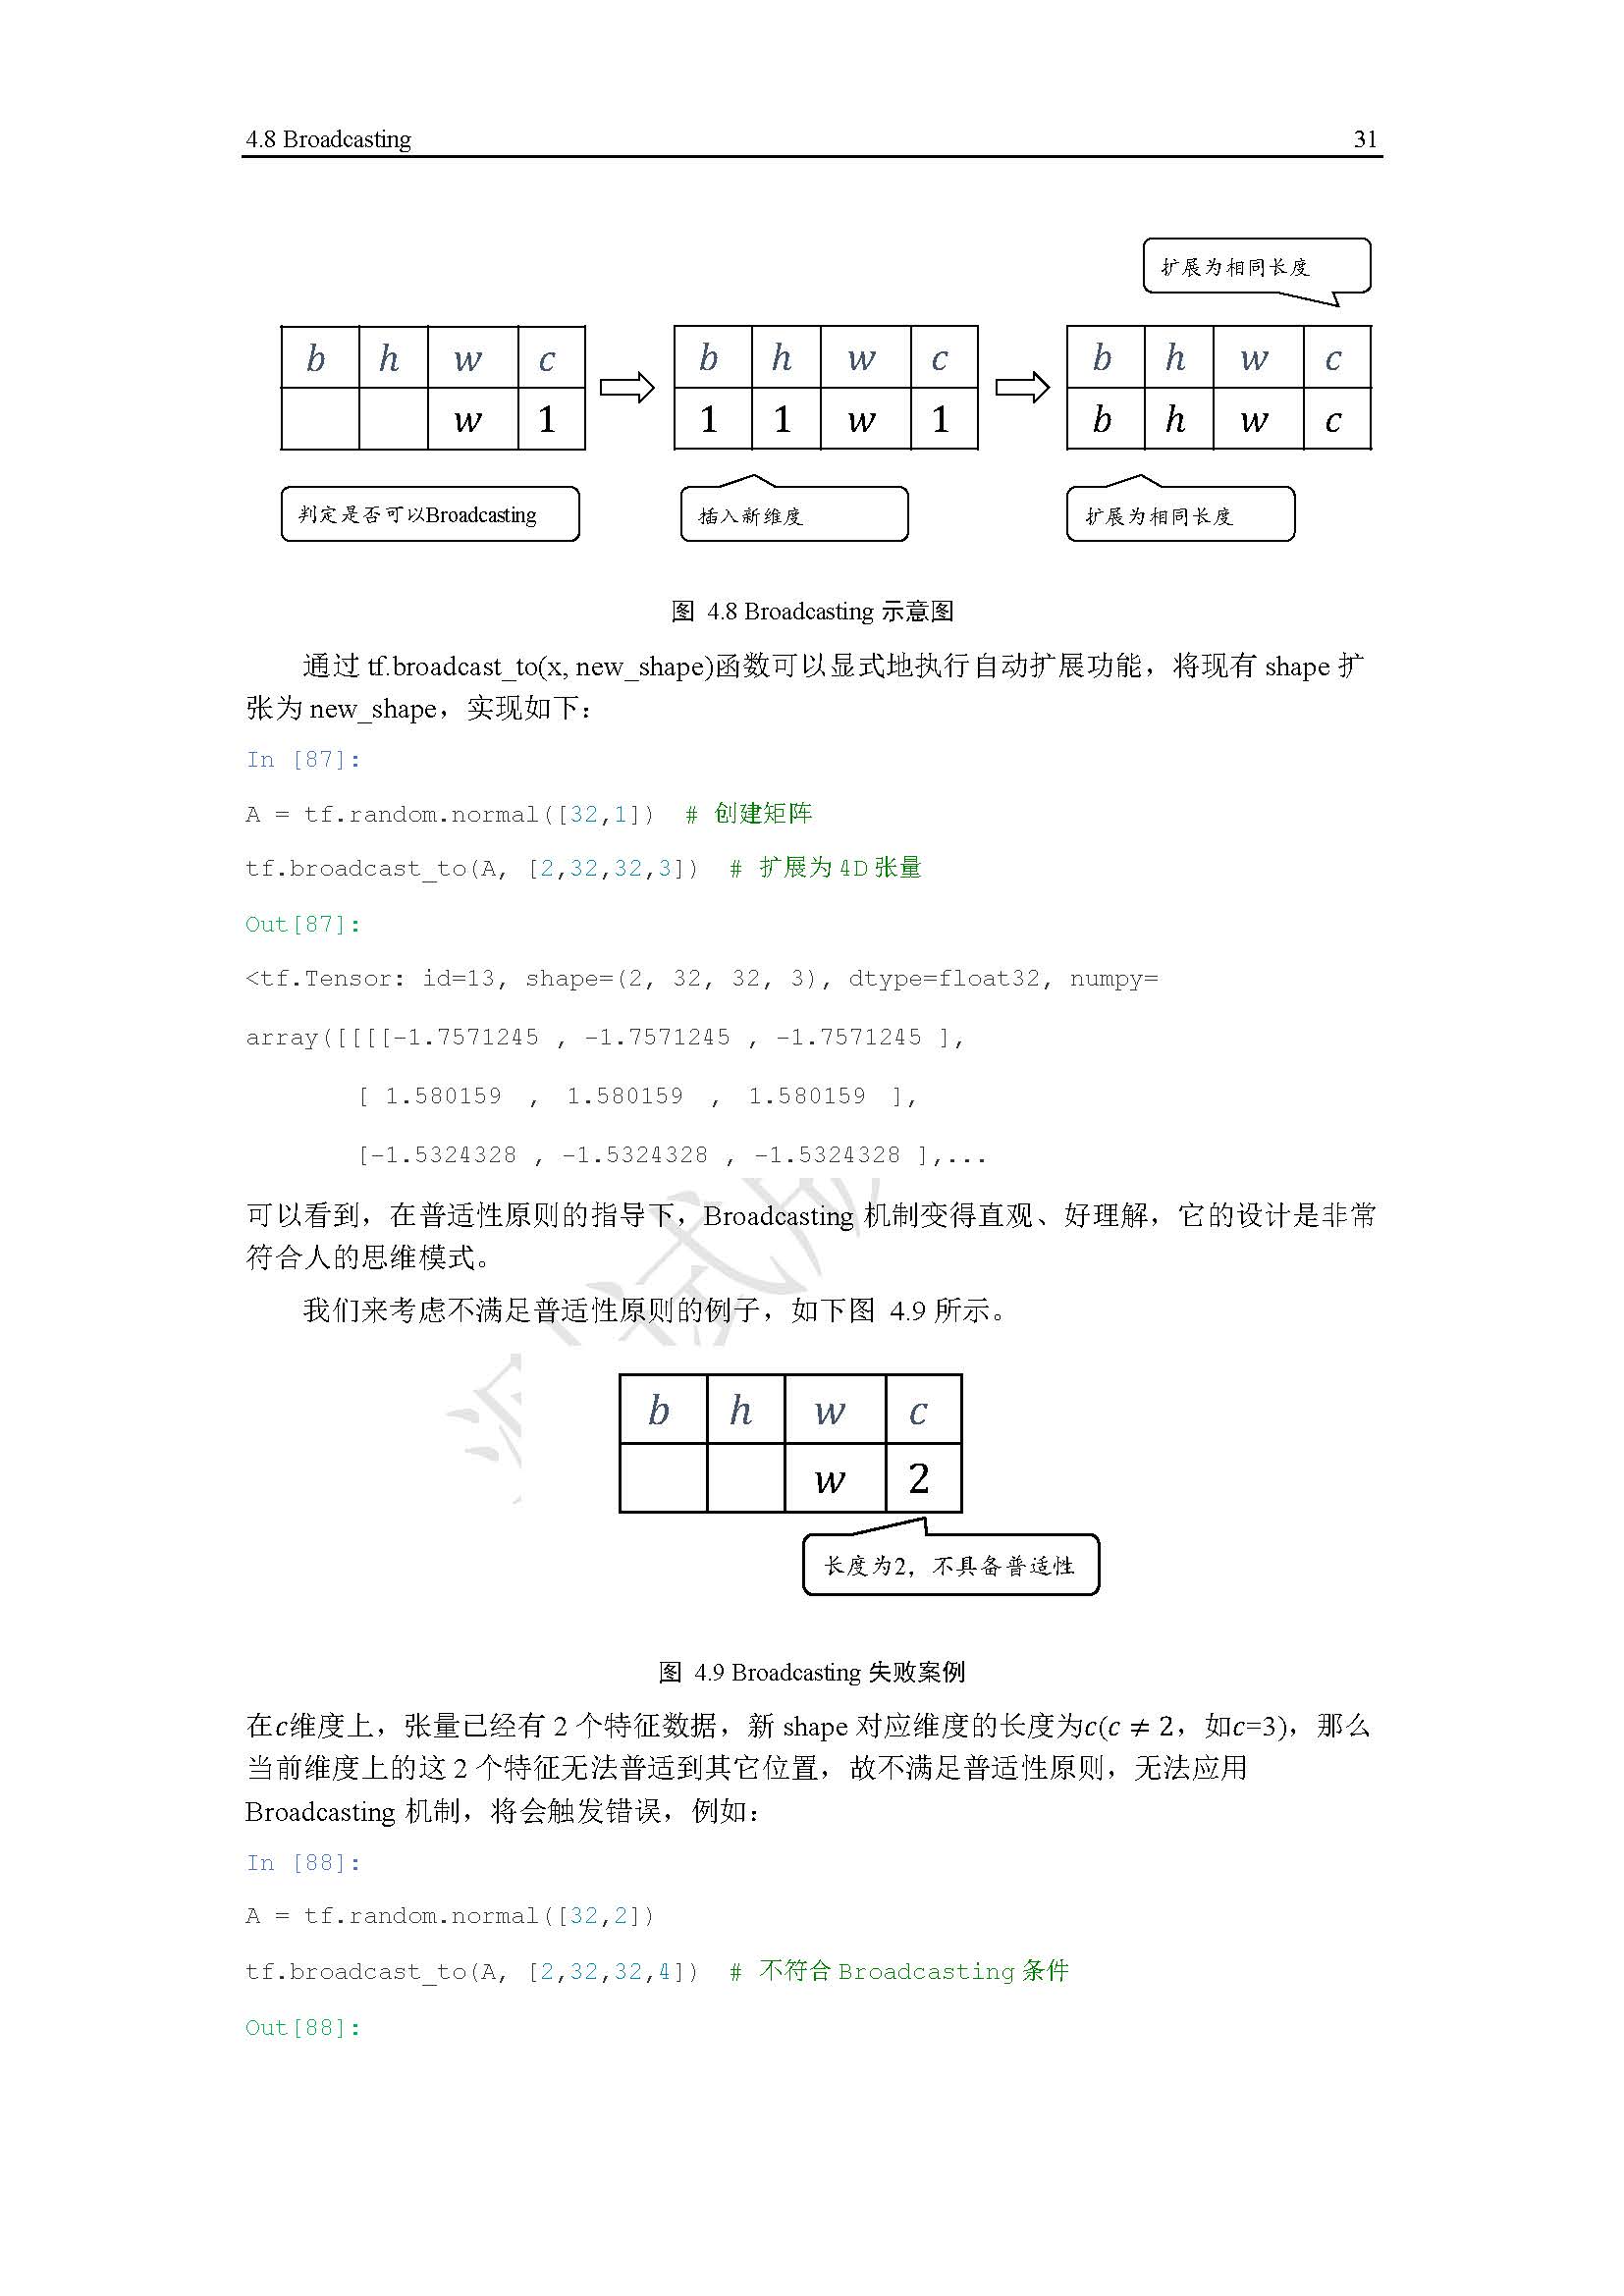 4.8 Broadcasting 31
扩展为相同长度
b h w c b h w c b h w c
w 1 1 1 w 1 b h w c
判定是否可以Broadcasting 插入新维度 扩展为相同长度
图 4.8 Broadcasting 示意图
通过 tf.broadcast_to(x, new_shape)函数可以显式地执行自动扩展功能，将现有 shape 扩
张为 new_shape，实现如下：
In [87]:
A = tf.random.normal([32,1]) # 创建矩阵
tf.broadcast_to(A, [2,32,32,3]) # 扩展为 4D 张量
Out[87]:
<tf.Tensor: id=13, shape=(2, 32, 32, 3), dtype=float32, numpy=
array([[[[-1.7571245 , -1.7571245 , -1.7571245 ],
[ 1.580159 , 1.580159 , 1.580159 ],
[-1.5324328 , -1.5324328 , -1.5324328 ],...
可以看到，在普适性原则的指导下，Broadcasting 机制变得直观、好理解，它的设计是非常
符合人的思维模式。
我们来考虑不满足普适性原则的例子，如下图 4.9 所示。
b h w c
w 2
长度为2，不具备普适性
图 4.9 Broadcasting 失败案例
在c维度上，张量已经有 2 个特征数据，新 shape 对应维度的长度为c(c ≠ 2，如c=3)，那么
当前维度上的这 2 个特征无法普适到其它位置，故不满足普适性原则，无法应用
Broadcasting 机制，将会触发错误，例如：
In [88]:
A = tf.random.normal([32,2])
tf.broadcast_to(A, [2,32,32,4]) # 不符合 Broadcasting 条件
Out[88]: